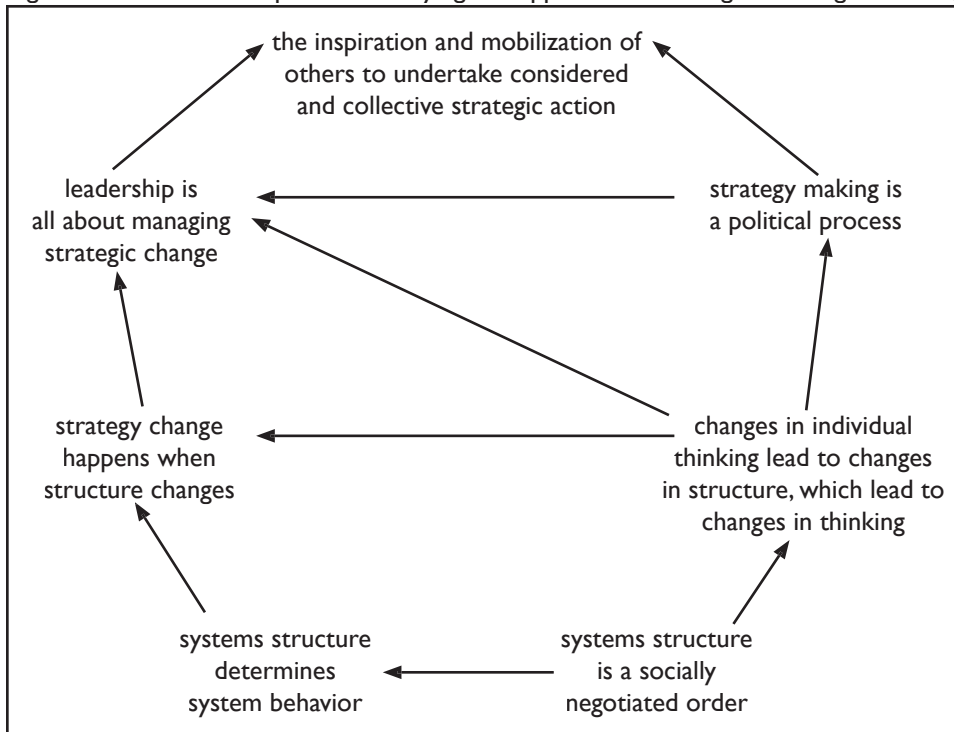 the inspiration and mobilization of
others to undertake considered
and collective strategic action
leadership is
all about managing
strategic change
strategy making is
a political process
strategy change
happens when
structure changes
changes in individual
thinking lead to changes
in structure, which lead to
changes in thinking
systems structure
determines
system behavior
systems structure
is a socially
negotiated order